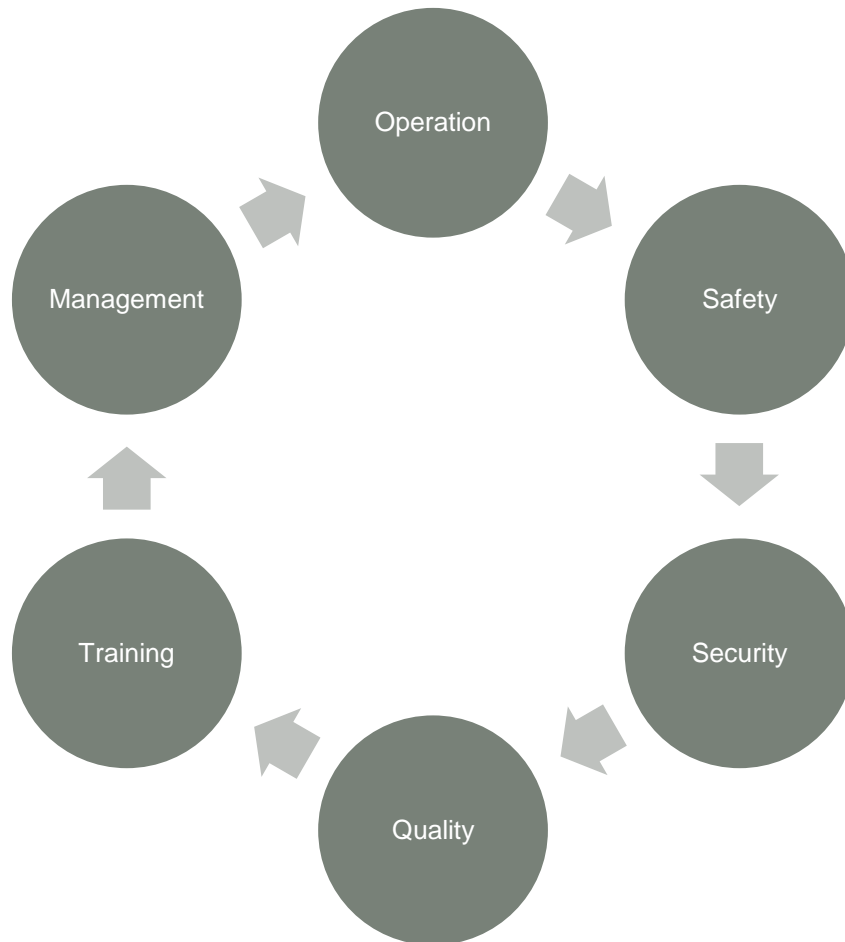 Operation
Safety
Security
Quality
Training
Management